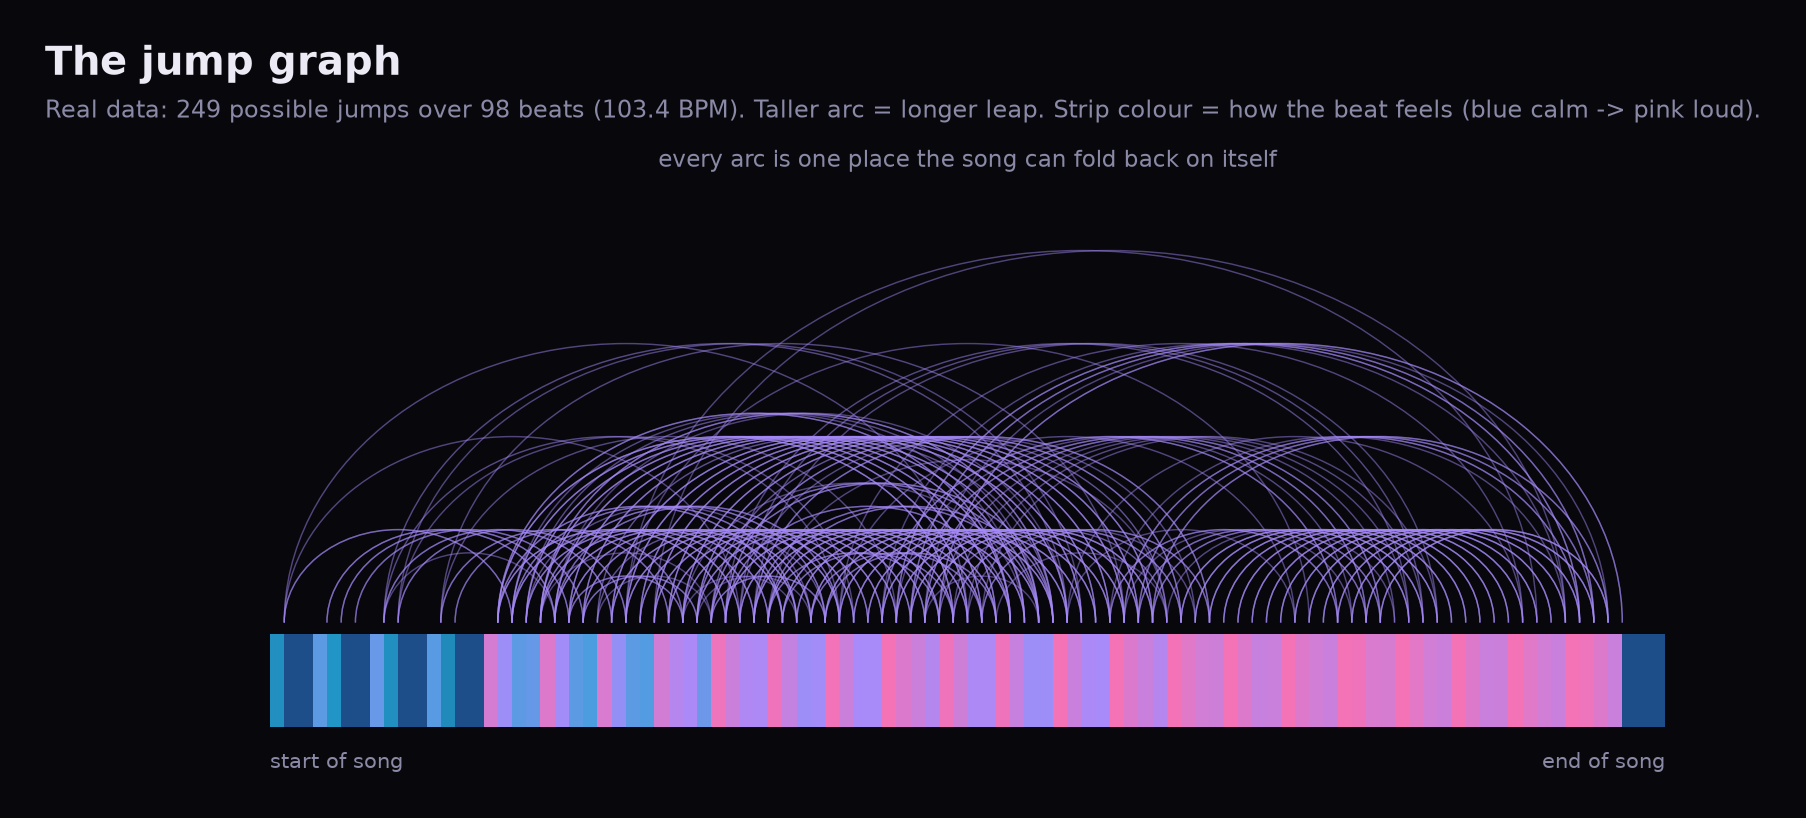 The jump graph
Real data: 249 possible jumps over 98 beats (103.4 BPM). Taller arc = longer leap. Strip colour = how the beat feels (blue calm -> pink loud).
every arc is one place the song can fold back on itself
start of song
end of song